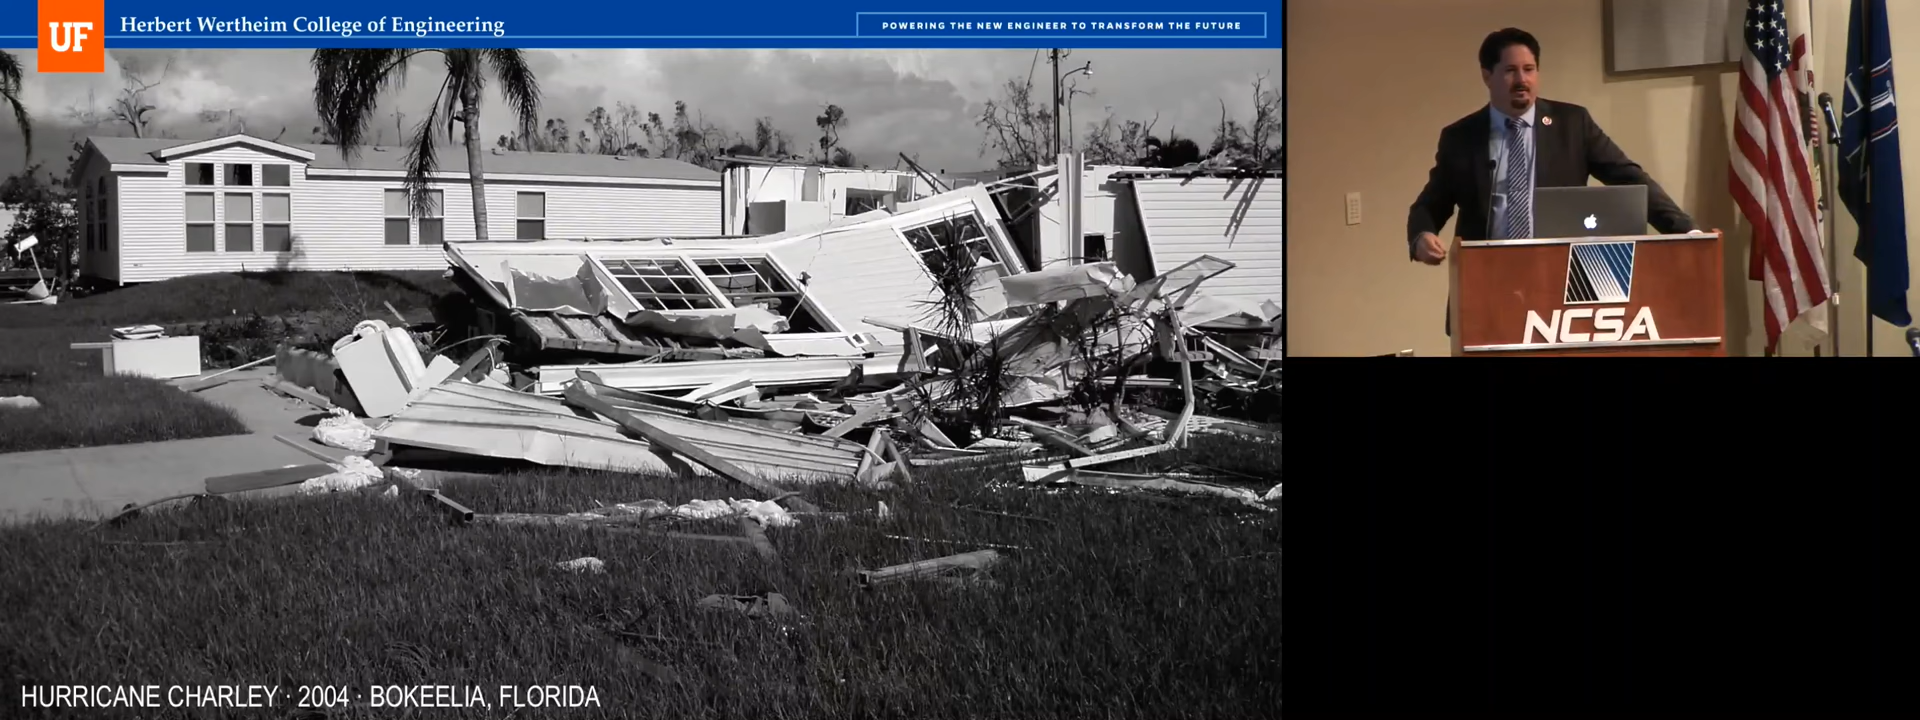 UF
Herbert Wertheim College of Engineering
POWERING THE NEW ENGINEER TO TRANSFORM THE FUTURE
NCSA
HURRICANE CHARLEY · 2004 · BOKEELIA, FLORIDA